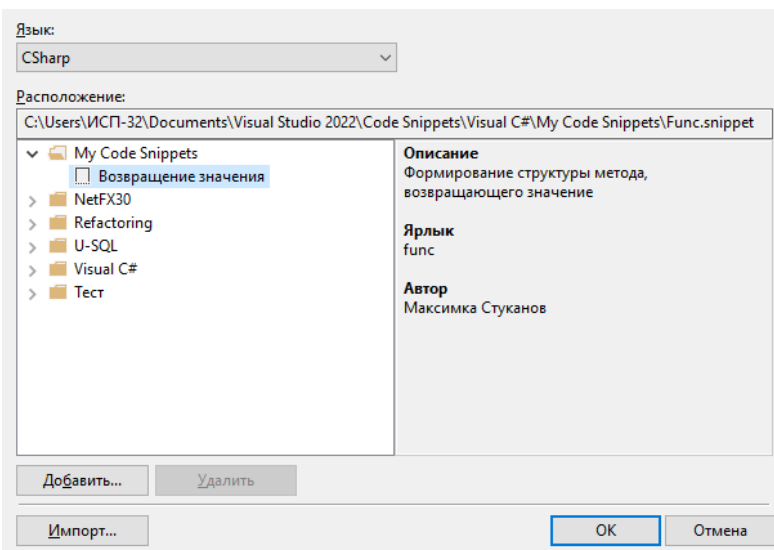 Язык:
CSharp
Расположение:
C:\Users\ИСП-32\Documents\Visual Studio 2022\Code Snippets\Visual C#\My Code Snippets\Func.snippet
My Code Snippets
Возвращение значения
NetFX30
Refactoring
U-SQL
Visual C#
Тест
Описание
Формирование структуры метода,
возвращающего значение
Ярлык
func
Автор
Максимка Стуканов
Добавить...
Удалить
Импорт...
ОК
Отмена